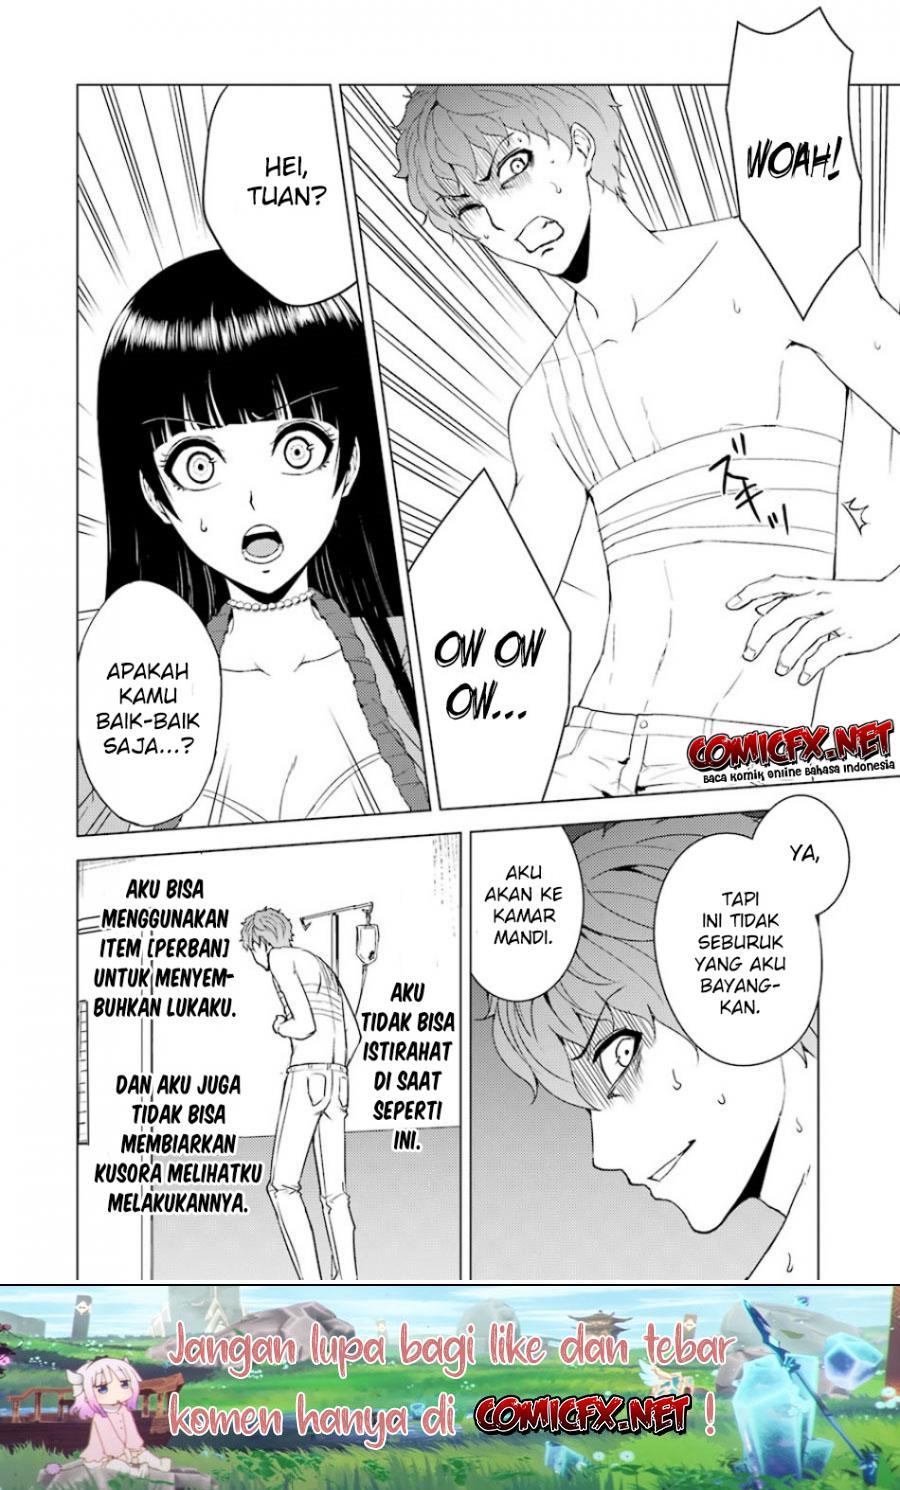 WOAH!
HEI,
TUAN?
OW OW
OW...
ズキッ
APAKAH
KAMU
BAIK-BAIK
SAJA...?
COMICFX.NET
Baca Komik Online Bahasa Indonesia
YA,
TAPI
INI TIDAK
SEBURUK
YANG AKU
BAYANG-
KAN.
AKU
AKAN KE
KAMAR
MANDI.
AKU
TIDAK BISA
ISTIRAHAT
DI SAAT
SEPERTI
INI.
AKU BISA
MENGGUNAKAN
ITEM [PERBAN]
UNTUK MENYEM-
BUHKAN LUKAKU.
DAN AKU JUGA
TIDAK BISA
MEMBIARKAN
KUSORA MELIHATKU
MELAKUKANNYA.
Jangan lupa bagi like dan tebar
komen hanya di COMICFX.NET !